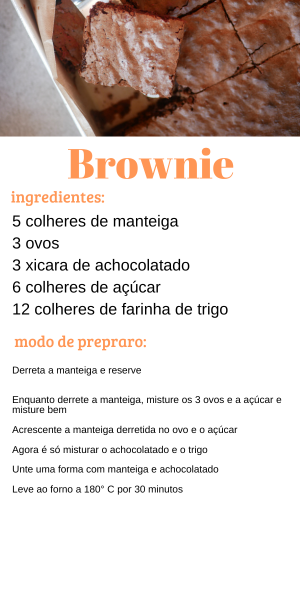 Brownie
ingredientes:
5 colheres de manteiga
3 ovos
3 xicara de achocolatado
6 colheres de açúcar
12 colheres de farinha de trigo
modo de prepraro:
Derreta a manteiga e reserve
Enquanto derrete a manteiga, misture os 3 ovos e a açúcar e
misture bem
Acrescente a manteiga derretida no ovo e o açúcar
Agora é só misturar o achocolatado e o trigo
Unte uma forma com manteiga e achocolatado
Leve ao forno a 180° C por 30 minutos